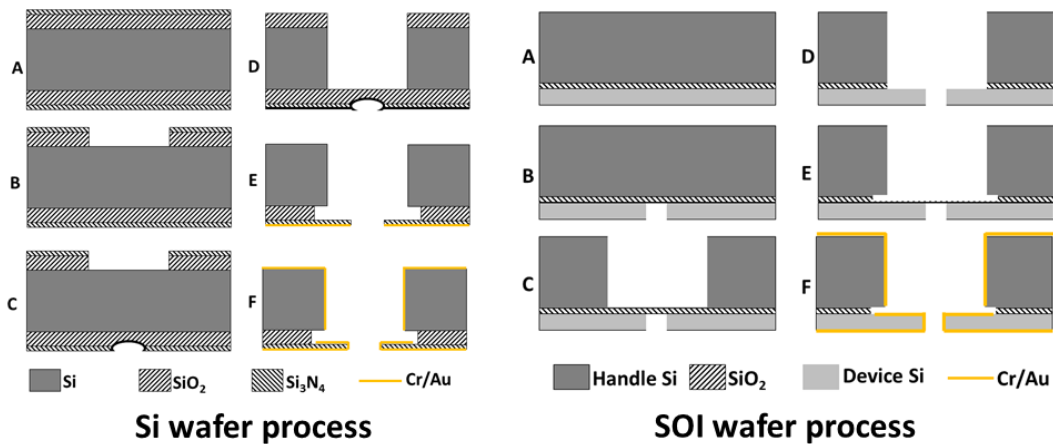 A
B
C
D
E
F
Si
SiO2
Si3N4
Cr/Au
Si wafer process
A
B
C
D
E
F
Handle Si
SiO2
Device Si
Cr/Au
SOI wafer process